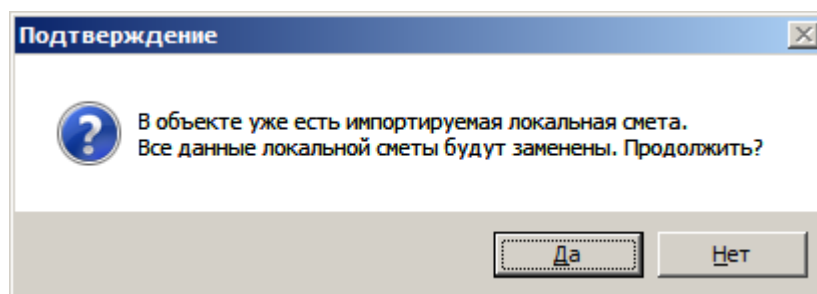 Подтверждение
В объекте уже есть импортируемая локальная смета.
Все данные локальной сметы будут заменены. Продолжить?
Да
Нет